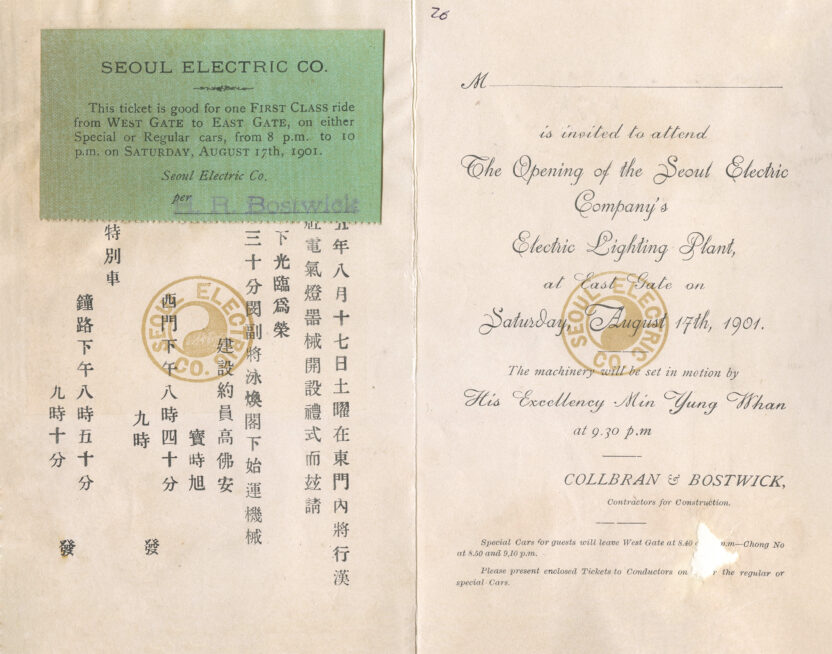 SEOUL ELECTRIC CO.
This ticket is good for one FIRST CLASS ride
from WEST GATE to EAST GATE, on either
Special or Regular cars, from 8 p.m. to 10
p.m. on SATURDAY, AUGUST 17th, 1901.
Seoul Electric Co.
per H. R. Bostwick
五年八月十七日土曜在東門內將行漢
社電氣燈器械開設禮式而玆請
下光臨爲榮
三十分閔副將泳煥閣下始運機械
建設約員高佛安
寶時旭
特別車
西門下午八時四十分
九時
發
鐘路下午八時五十分
九時十分
發
SEOUL ELECTRIC CO.
26
M
is invited to attend
The Opening of the Seoul Electric
Company's
Electric Lighting Plant,
at East Gate on
Saturday, August 17th, 1901.
SEOUL ELECTRIC CO.
The machinery will be set in motion by
His Excellency Min Yung Whan
at 9.30 p.m
COLLBRAN & BOSTWICK,
Contractors for Construction.
Special Cars for guests will leave West Gate at 8.40 p.m—Chong No
at 8.50 and 9,10 p.m.
Please present enclosed Tickets to Conductors on the regular or
special Cars.